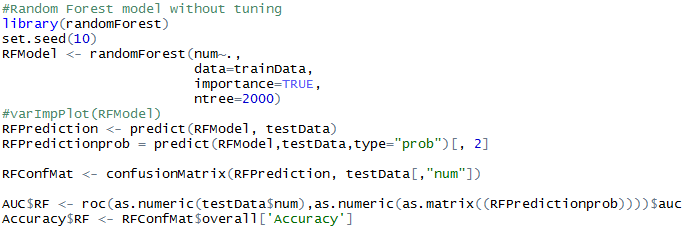 #Random Forest model without tuning
library(randomForest)
set.seed(10)
RFModel <- randomForest(num~.,
data=trainData,
importance=TRUE,
ntree=2000)
#varImpPlot(RFModel)
RFPrediction <- predict(RFModel, testData)
RFPredictionprob = predict(RFModel,testData,type="prob")[, 2]
RFConfMat <- confusionMatrix(RFPrediction, testData[,"num"])
AUC$RF <- roc(as.numeric(testData$num),as.numeric(as.matrix((RFPredictionprob))))$auc
Accuracy$RF <- RFConfMat$overall['Accuracy']